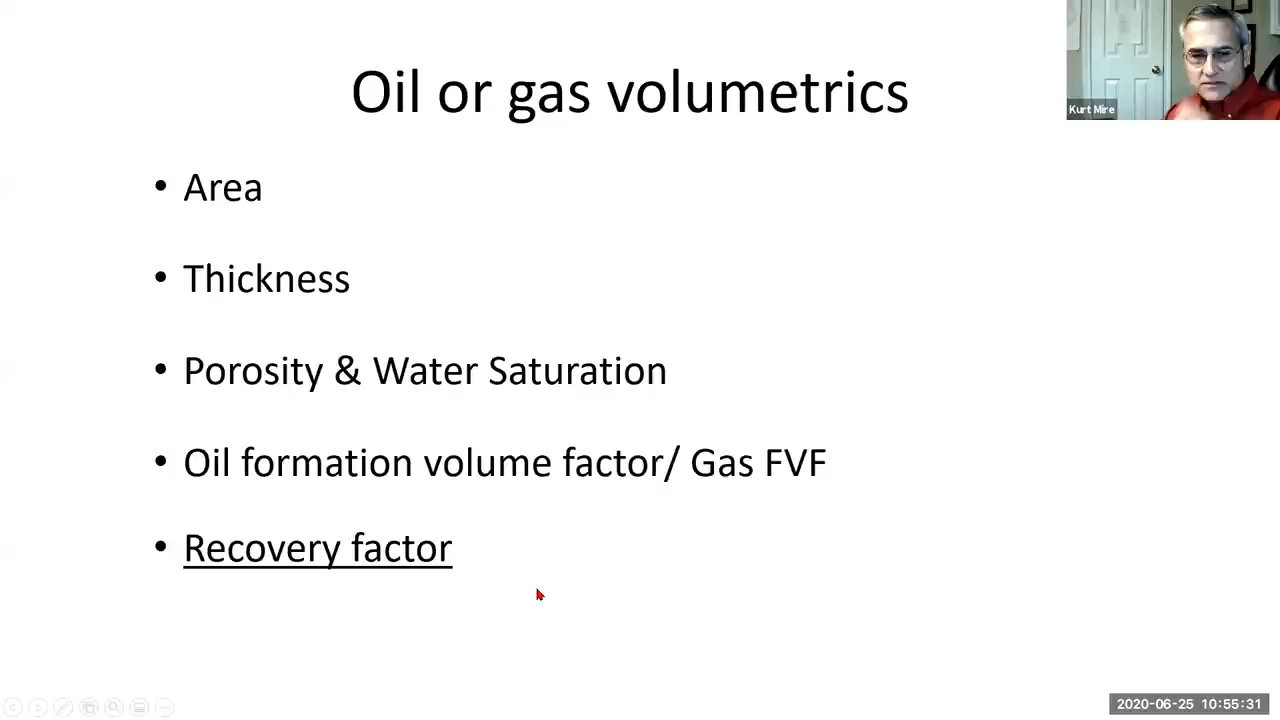 Oil or gas volumetrics
Kurt Mire
• Area
• Thickness
• Porosity & Water Saturation
• Oil formation volume factor/ Gas FVF
• Recovery factor
2020-06-25 10:55:31